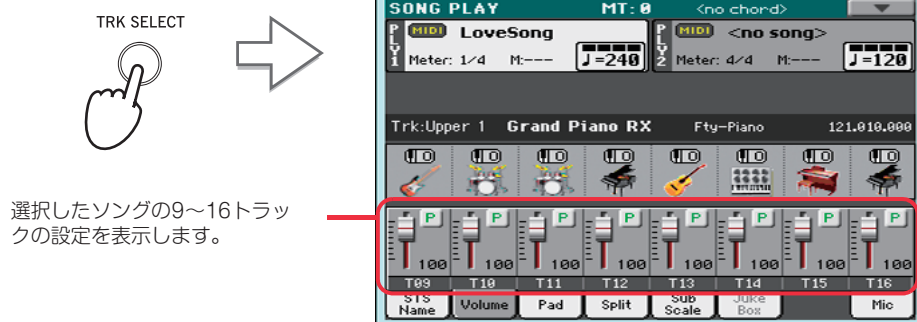 TRK SELECT
選択したソングの9〜16トラッ
クの設定を表示します。
SONG PLAY MT: 0 <no chord>
PLY1 MIDI LoveSong
Meter: 1/4 M:--- ♩=240
PLY2 MIDI <no song>
Meter: 4/4 M:--- ♩=120
Trk:Upper 1 Grand Piano RX Fty-Piano 121.010.000
P P P P P P P P
100 100 100 100 100 100 100 100
T09 T10 T11 T12 T13 T14 T15 T16
STS Name Volume Pad Split Sub Scale Juke Box Mic